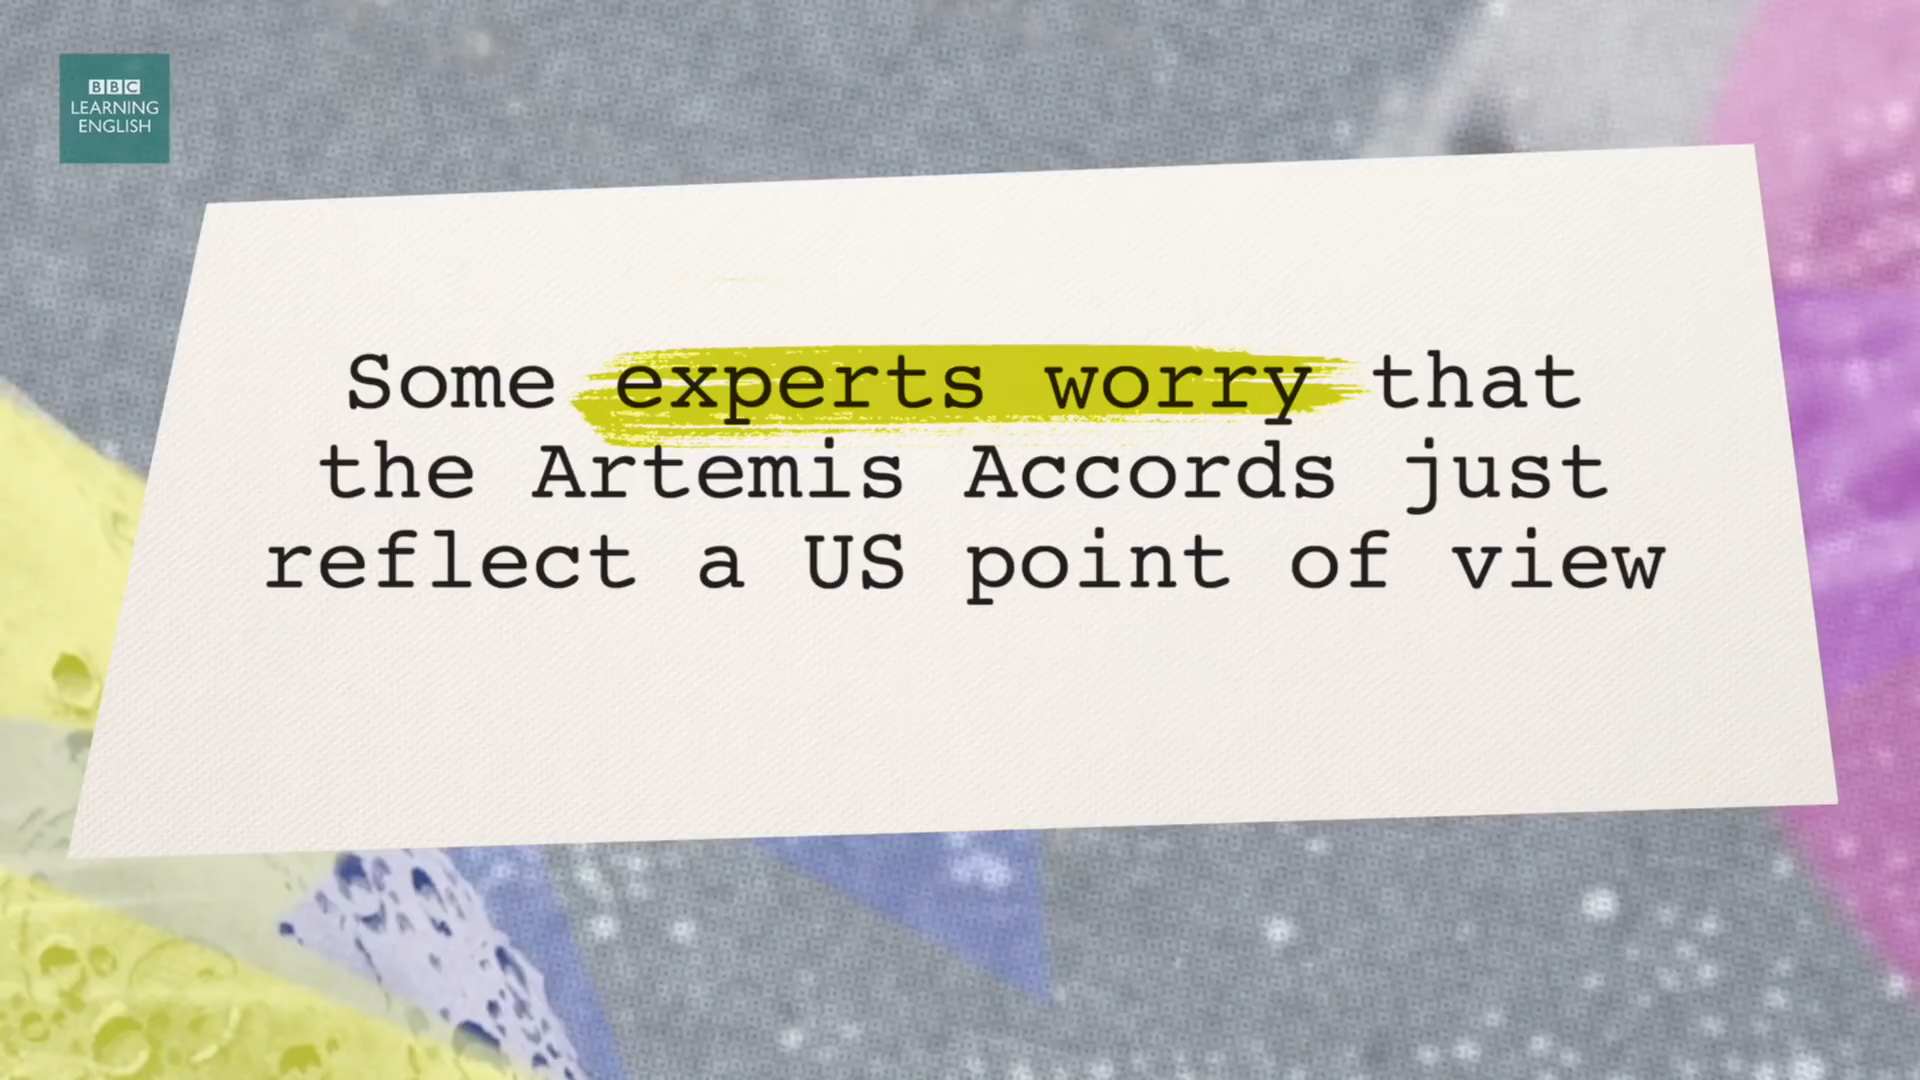 BBC
LEARNING
ENGLISH
Some experts worry that
the Artemis Accords just
reflect a US point of view